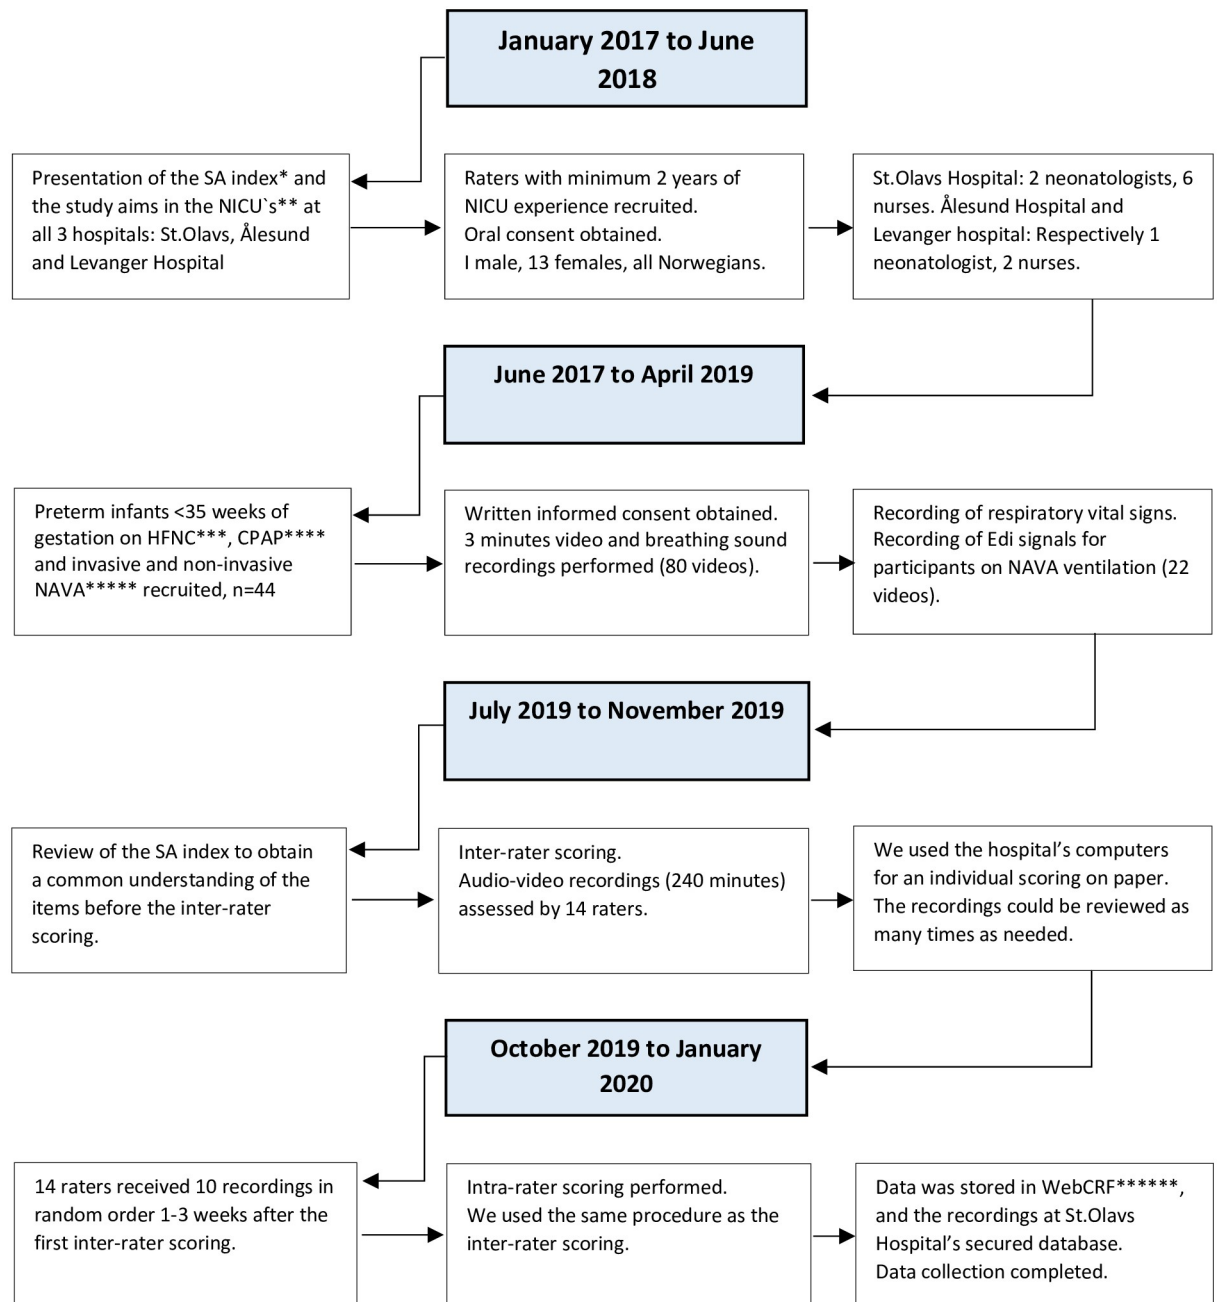 January 2017 to June
2018
Presentation of the SA index* and
the study aims in the NICU`s** at
all 3 hospitals: St.Olavs, Ålesund
and Levanger Hospital
Raters with minimum 2 years of
NICU experience recruited.
Oral consent obtained.
I male, 13 females, all Norwegians.
St.Olavs Hospital: 2 neonatologists, 6
nurses. Ålesund Hospital and
Levanger hospital: Respectively 1
neonatologist, 2 nurses.
June 2017 to April 2019
Preterm infants <35 weeks of
gestation on HFNC***, CPAP****
and invasive and non-invasive
NAVA***** recruited, n=44
Written informed consent obtained.
3 minutes video and breathing sound
recordings performed (80 videos).
Recording of respiratory vital signs.
Recording of Edi signals for
participants on NAVA ventilation (22
videos).
July 2019 to November 2019
Review of the SA index to obtain
a common understanding of the
items before the inter-rater
scoring.
Inter-rater scoring.
Audio-video recordings (240 minutes)
assessed by 14 raters.
We used the hospital’s computers
for an individual scoring on paper.
The recordings could be reviewed as
many times as needed.
October 2019 to January
2020
14 raters received 10 recordings in
random order 1-3 weeks after the
first inter-rater scoring.
Intra-rater scoring performed.
We used the same procedure as the
inter-rater scoring.
Data was stored in WebCRF******,
and the recordings at St.Olavs
Hospital’s secured database.
Data collection completed.